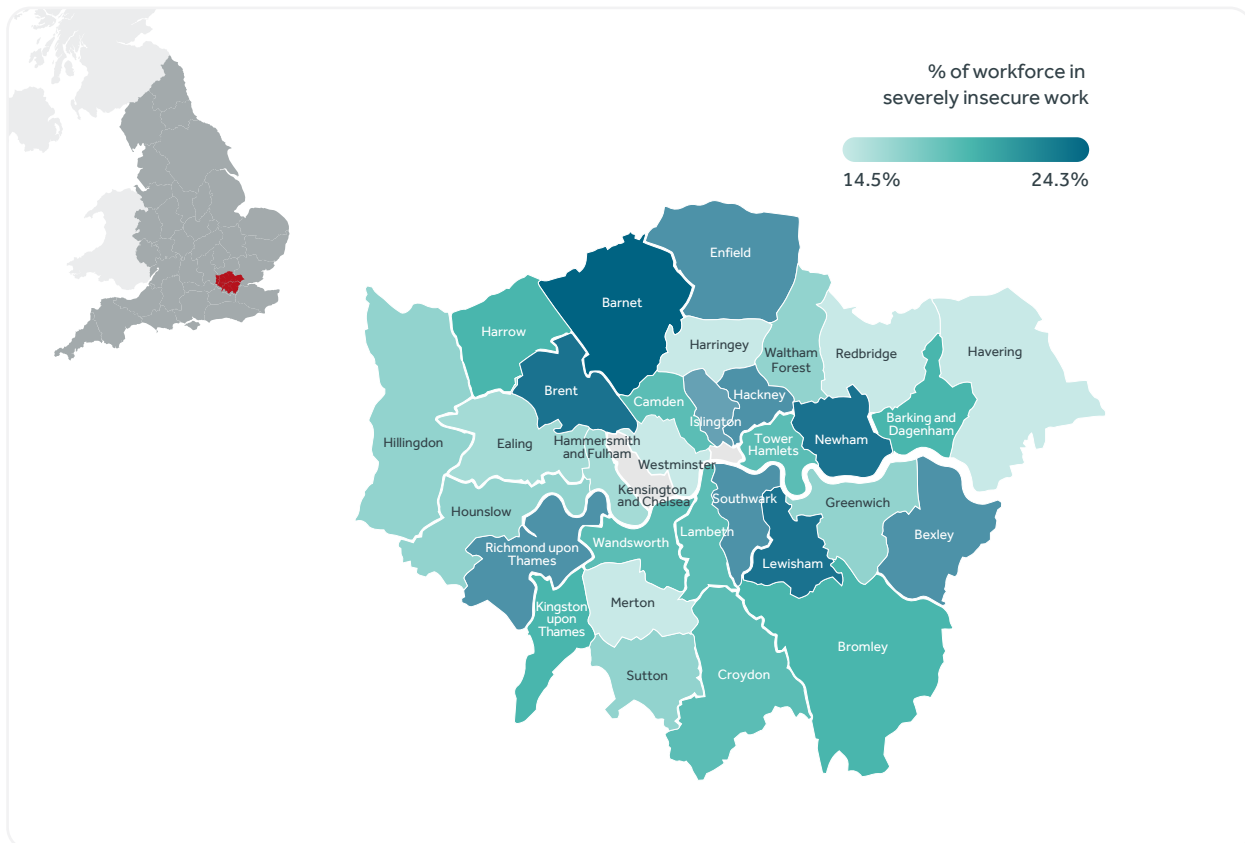 % of workforce in
severely insecure work
14.5%
24.3%
Enfield
Barnet
Harrow
Harringey
Waltham
Forest
Redbridge
Havering
Brent
Camden
Hackney
Islington
Barking and
Dagenham
Hillingdon
Ealing
Hammersmith
and Fulham
Tower
Hamlets
Newham
Westminster
Kensington
and Chelsea
Southwark
Greenwich
Hounslow
Lambeth
Bexley
Wandsworth
Richmond upon
Thames
Lewisham
Merton
Kingston
upon
Thames
Bromley
Sutton
Croydon